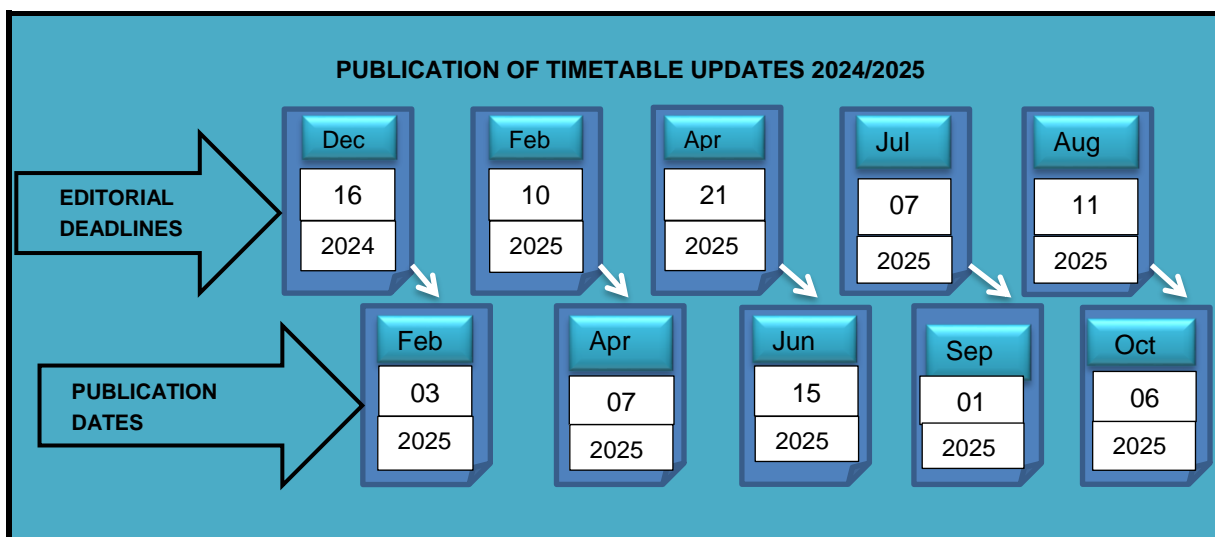 PUBLICATION OF TIMETABLE UPDATES 2024/2025
EDITORIAL
DEADLINES
Dec
16
2024
Feb
10
2025
Apr
21
2025
Jul
07
2025
Aug
11
2025
PUBLICATION
DATES
Feb
03
2025
Apr
07
2025
Jun
15
2025
Sep
01
2025
Oct
06
2025